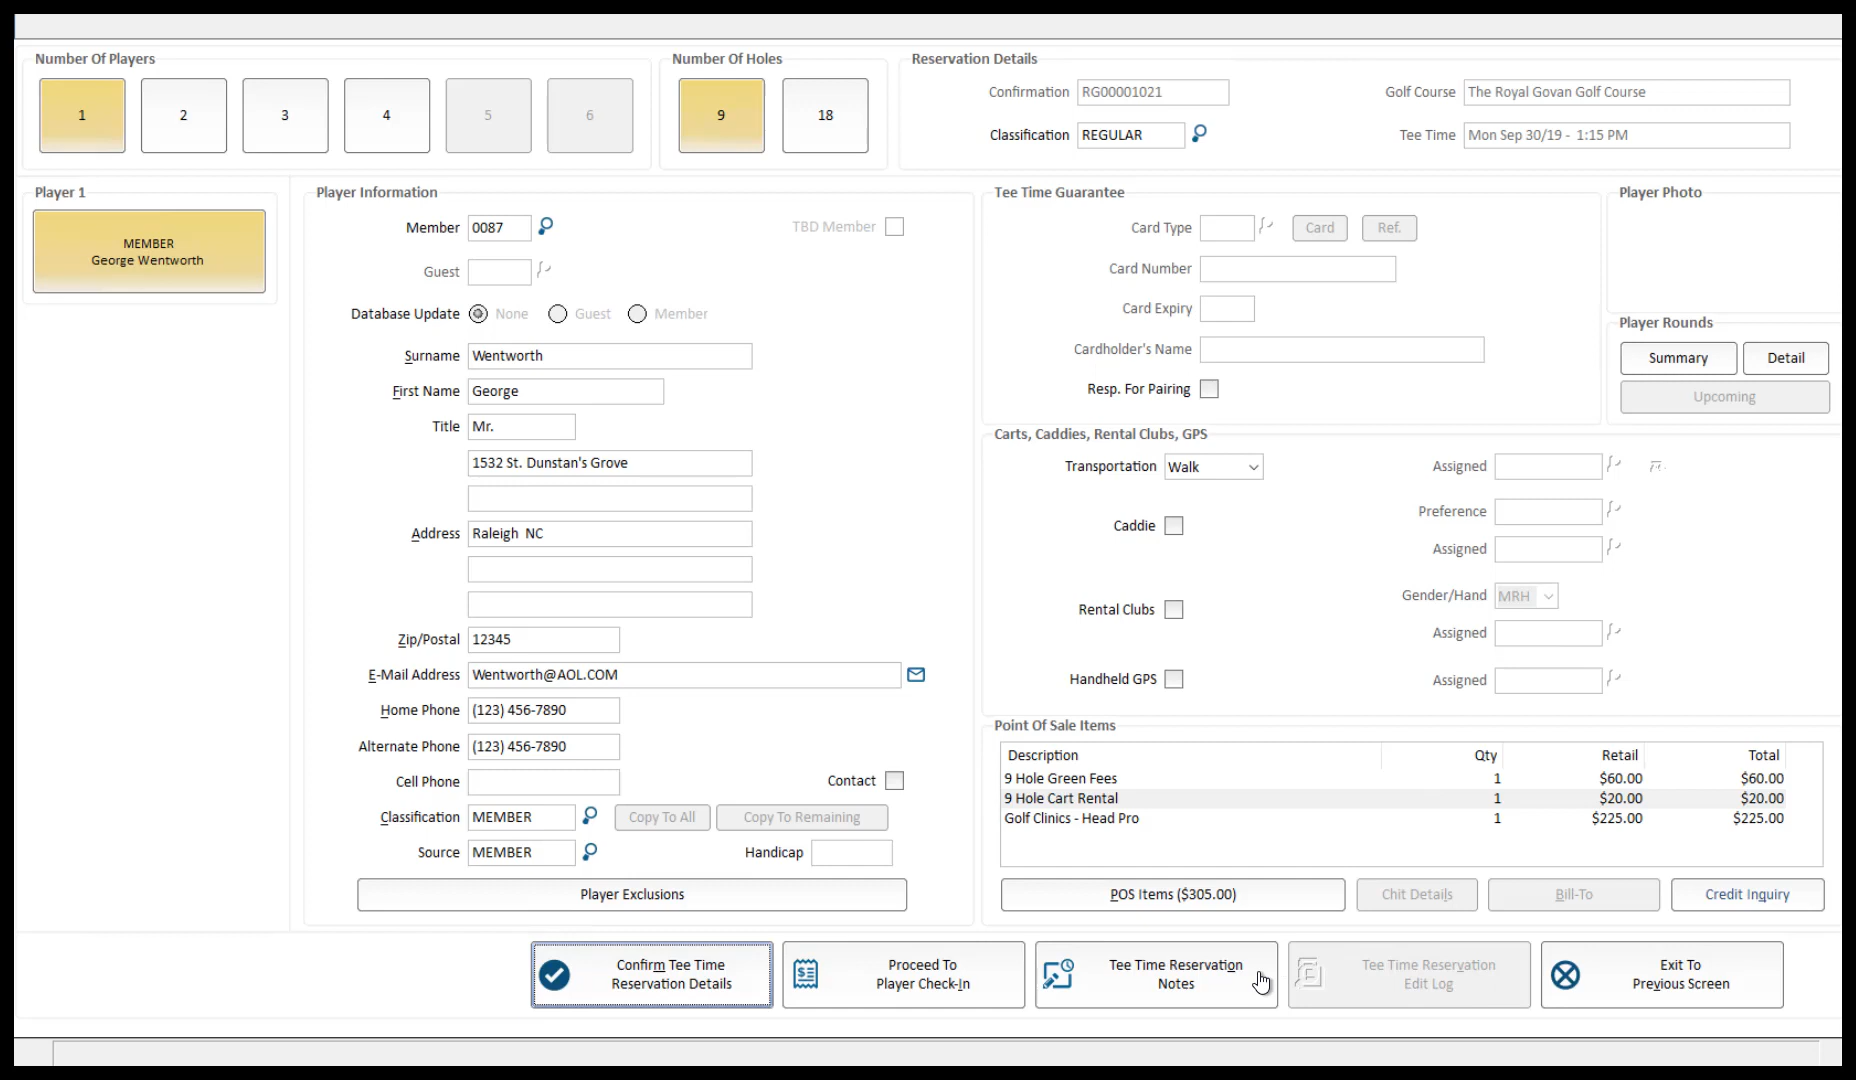 Number Of Players
1 2 3 4 5 6
Number Of Holes
9 18
Reservation Details
Confirmation RG00001021
Golf Course The Royal Govan Golf Course
Classification REGULAR
Tee Time Mon Sep 30/19 - 1:15 PM
Player 1
MEMBER
George Wentworth
Player Information
Member 0087
TBD Member
Guest
Database Update None Guest Member
Surname Wentworth
First Name George
Title Mr.
1532 St. Dunstan's Grove
Address Raleigh NC
Zip/Postal 12345
E-Mail Address Wentworth@AOL.COM
Home Phone (123) 456-7890
Alternate Phone (123) 456-7890
Cell Phone
Contact
Classification MEMBER Copy To All Copy To Remaining
Source MEMBER Handicap
Player Exclusions
Tee Time Guarantee
Card Type Card Ref.
Card Number
Card Expiry
Cardholder's Name
Resp. For Pairing
Player Photo
Player Rounds
Summary Detail
Upcoming
Carts, Caddies, Rental Clubs, GPS
Transportation Walk Assigned
Preference
Caddie
Assigned
Gender/Hand MRH
Rental Clubs
Assigned
Handheld GPS Assigned
Point Of Sale Items
Description Qty Retail Total
9 Hole Green Fees 1 $60.00 $60.00
9 Hole Cart Rental 1 $20.00 $20.00
Golf Clinics - Head Pro 1 $225.00 $225.00
POS Items ($305.00) Chit Details Bill-To Credit Inquiry
Confirm Tee Time
Reservation Details
Proceed To
Player Check-In
Tee Time Reservation
Notes
Tee Time Reservation
Edit Log
Exit To
Previous Screen